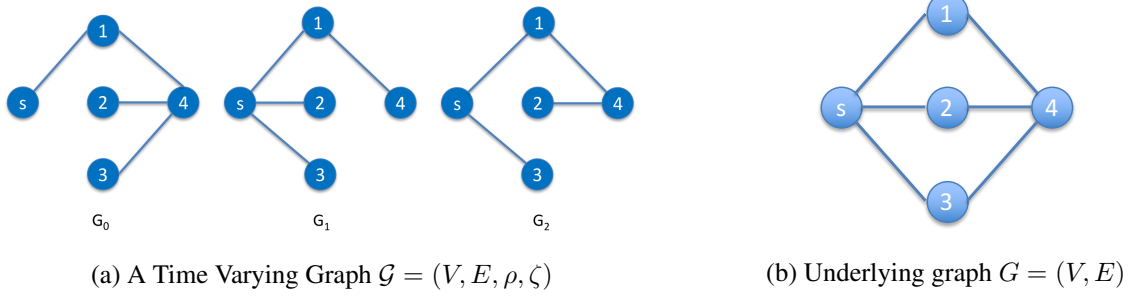 1
s
2
4
3
G₀
1
s
2
4
3
G₁
1
s
2
4
3
G₂
(a) A Time Varying Graph 𝒢 = (V, E, ρ, ζ)
1
s
2
4
3
(b) Underlying graph G = (V, E)